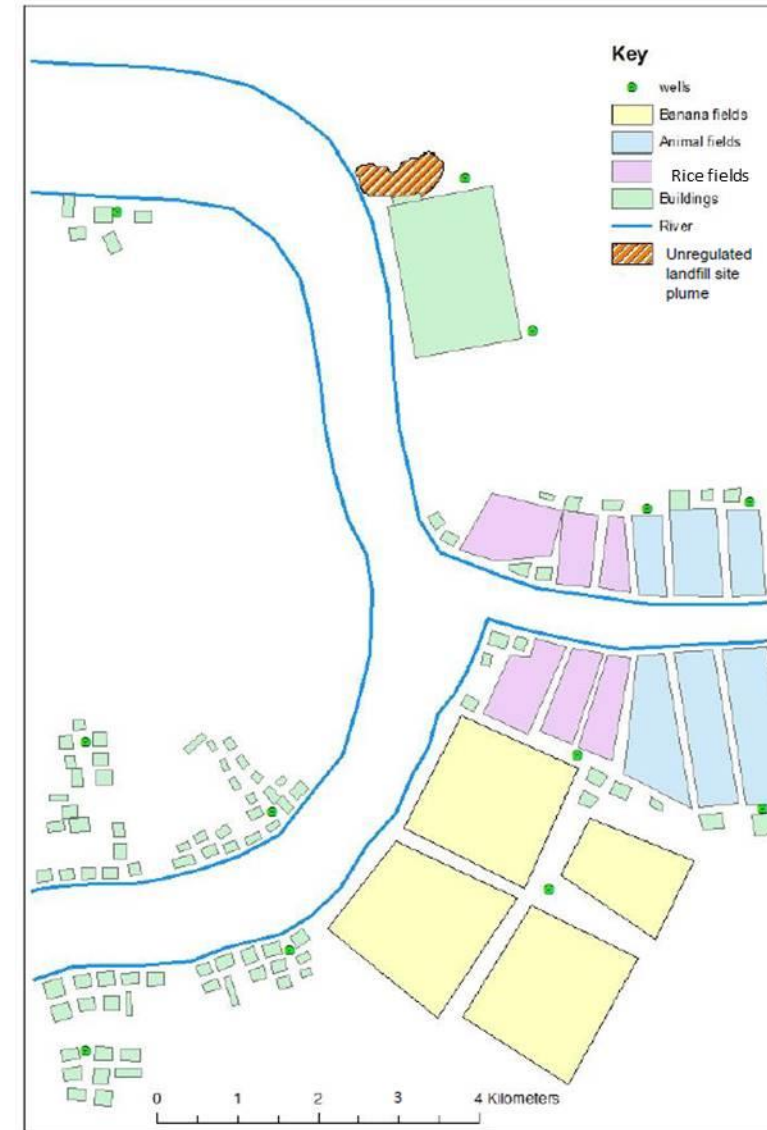 Key
wells
Banana fields
Animal fields
Rice fields
Buildings
River
Unregulated
landfill site
plume
0 1 2 3 4 Kilometers